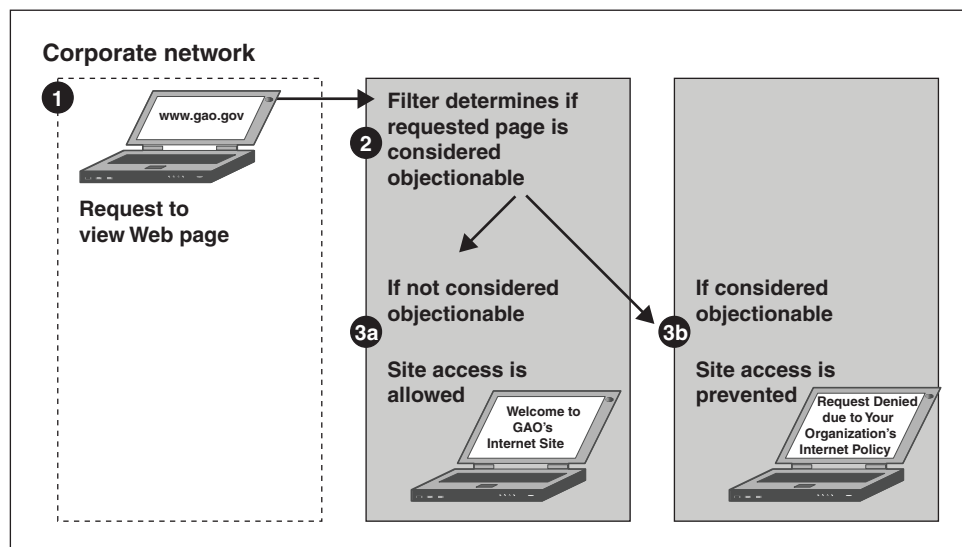 Corporate network
1
www.gao.gov
Request to
view Web page
2
Filter determines if
requested page is
considered
objectionable
3a
If not considered
objectionable
Site access is
allowed
Welcome to
GAO’s
Internet Site
3b
If considered
objectionable
Site access is
prevented
Request Denied
due to Your
Organization’s
Internet Policy